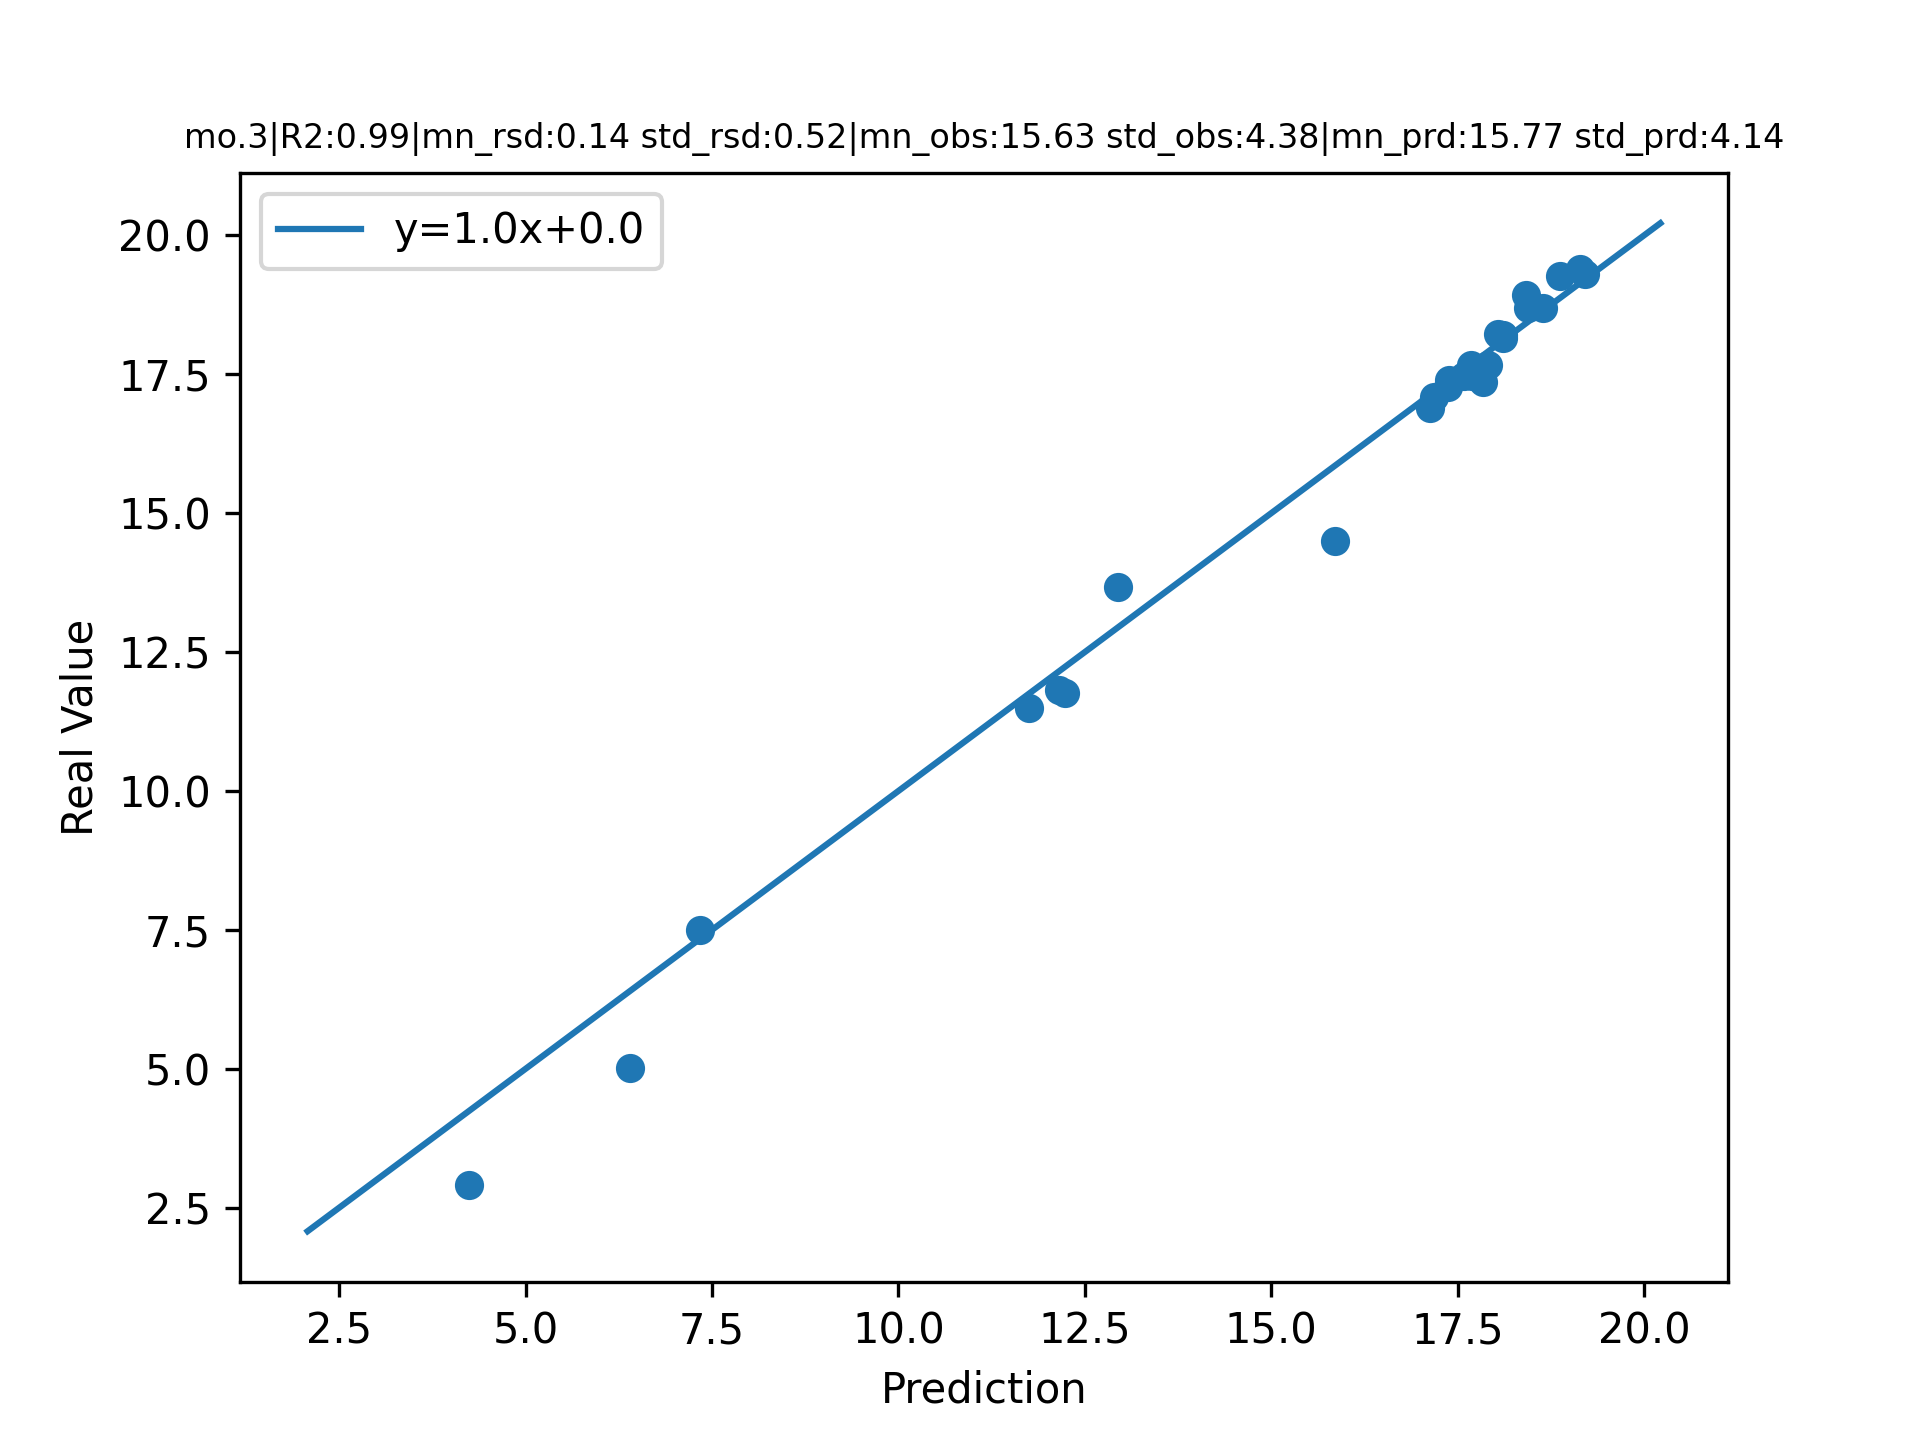 mo.3|R2:0.99|mn_rsd:0.14 std_rsd:0.52|mn_obs:15.63 std_obs:4.38|mn_prd:15.77 std_prd:4.14
y=1.0x+0.0
20.0
17.5
15.0
12.5
10.0
7.5
5.0
2.5
Real Value
2.5 5.0 7.5 10.0 12.5 15.0 17.5 20.0
Prediction